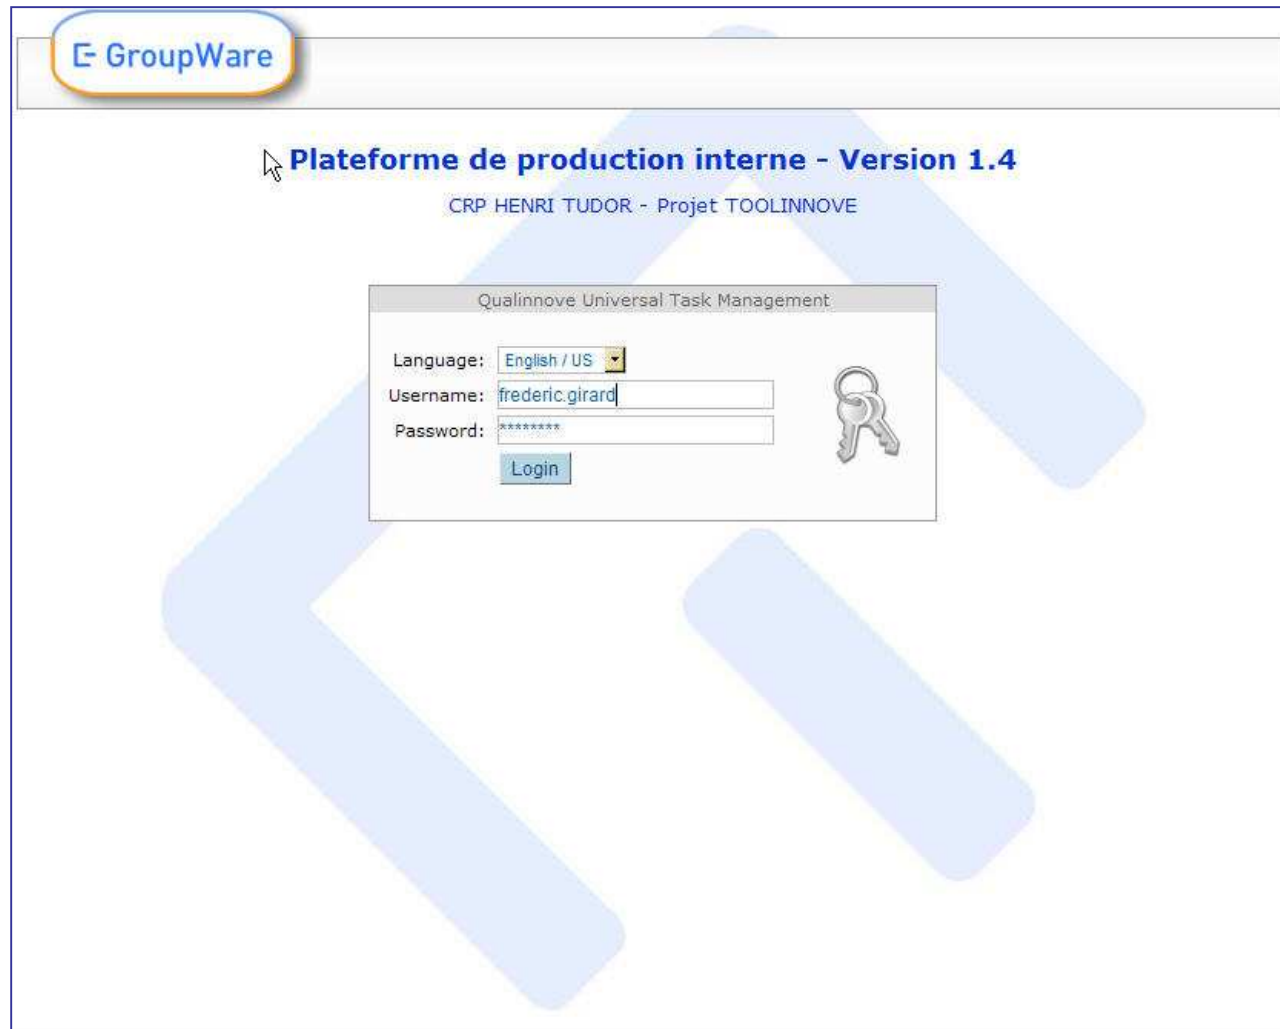 E- GroupWare
Plateforme de production interne - Version 1.4
CRP HENRI TUDOR - Projet TOOLINNOVE
Qualinnove Universal Task Management
Language: English / US
Username: frederic.girard
Password: ********
Login